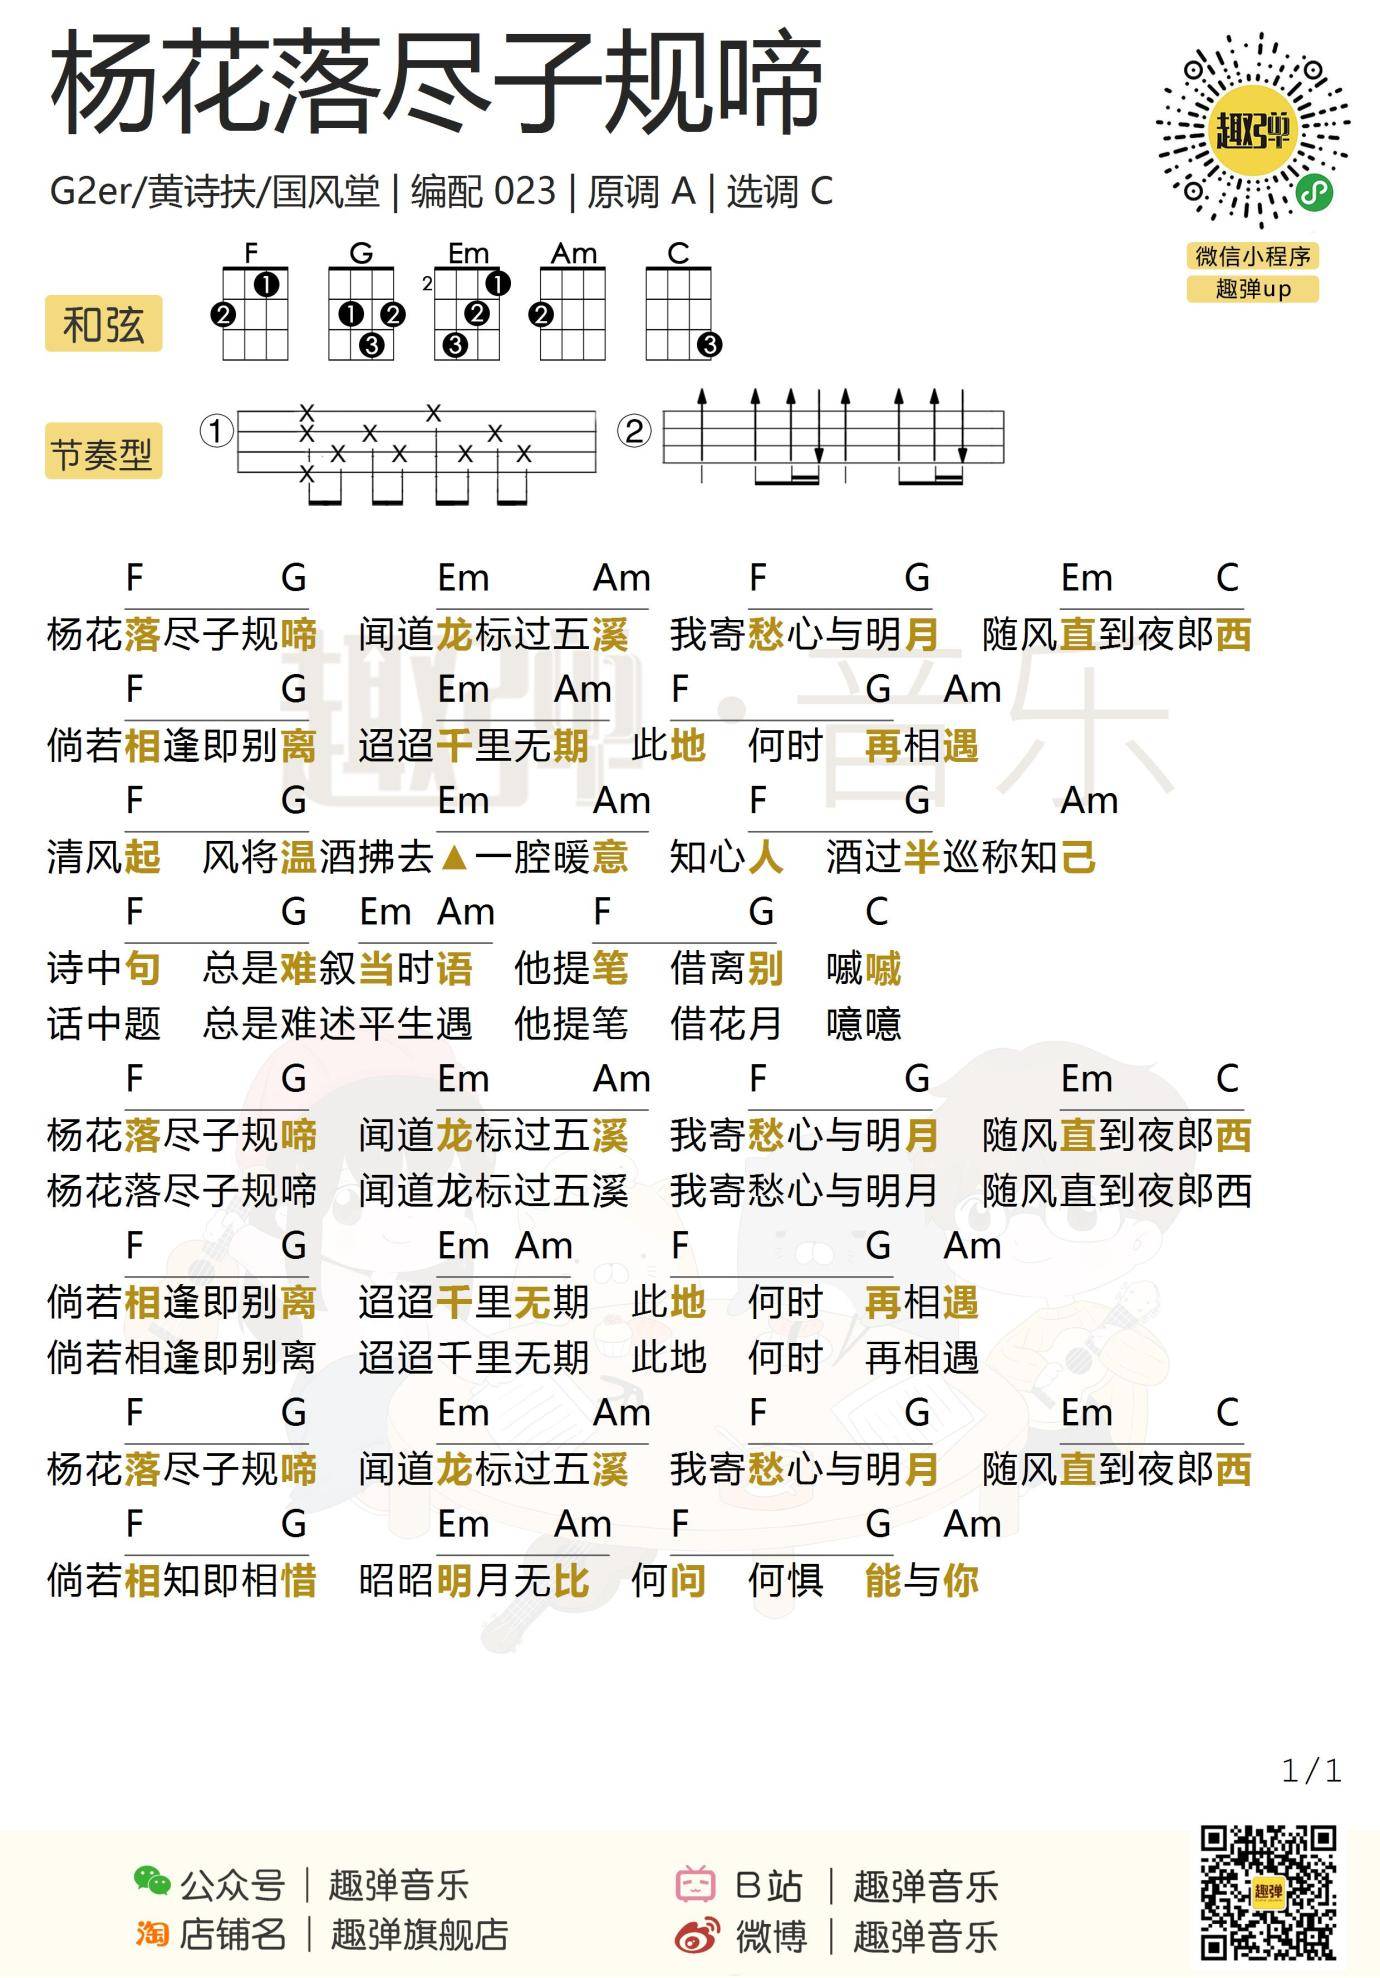 杨花落尽子规啼
趣弹
G2er/黄诗扶/国风堂 | 编配 023 | 原调 A | 选调 C
微信小程序
趣弹up
F G Em Am C
和弦
2
1 2 1 2 3 1 2 3 2 3
节奏型
① ②
F G Em Am F G Em C
杨花落尽子规啼 闻道龙标过五溪 我寄愁心与明月 随风直到夜郎西
F G Em Am F G Am
倘若相逢即别离 迢迢千里无期 此地 何时 再相遇
F G Em Am F G Am
清风起 风将温酒拂去▲一腔暖意 知心人 酒过半巡称知己
F G Em Am F G C
诗中句 总是难叙当时语 他提笔 借离别 嘁嘁
话中题 总是难述平生遇 他提笔 借花月 噫噫
F G Em Am F G Em C
杨花落尽子规啼 闻道龙标过五溪 我寄愁心与明月 随风直到夜郎西
杨花落尽子规啼 闻道龙标过五溪 我寄愁心与明月 随风直到夜郎西
F G Em Am F G Am
倘若相逢即别离 迢迢千里无期 此地 何时 再相遇
倘若相逢即别离 迢迢千里无期 此地 何时 再相遇
F G Em Am F G Em C
杨花落尽子规啼 闻道龙标过五溪 我寄愁心与明月 随风直到夜郎西
F G Em Am F G Am
倘若相知即相惜 昭昭明月无比 何问 何惧 能与你
趣弹·音乐
1/1
公众号 | 趣弹音乐
B站 | 趣弹音乐
淘 店铺名 | 趣弹旗舰店
微博 | 趣弹音乐
趣弹